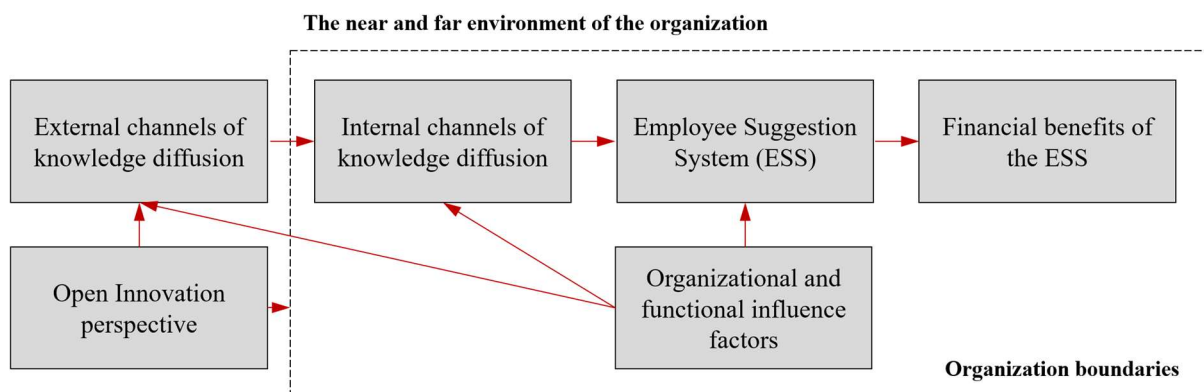 The near and far environment of the organization
External channels of
knowledge diffusion
Internal channels of
knowledge diffusion
Employee Suggestion
System (ESS)
Financial benefits of
the ESS
Open Innovation
perspective
Organizational and
functional influence
factors
Organization boundaries